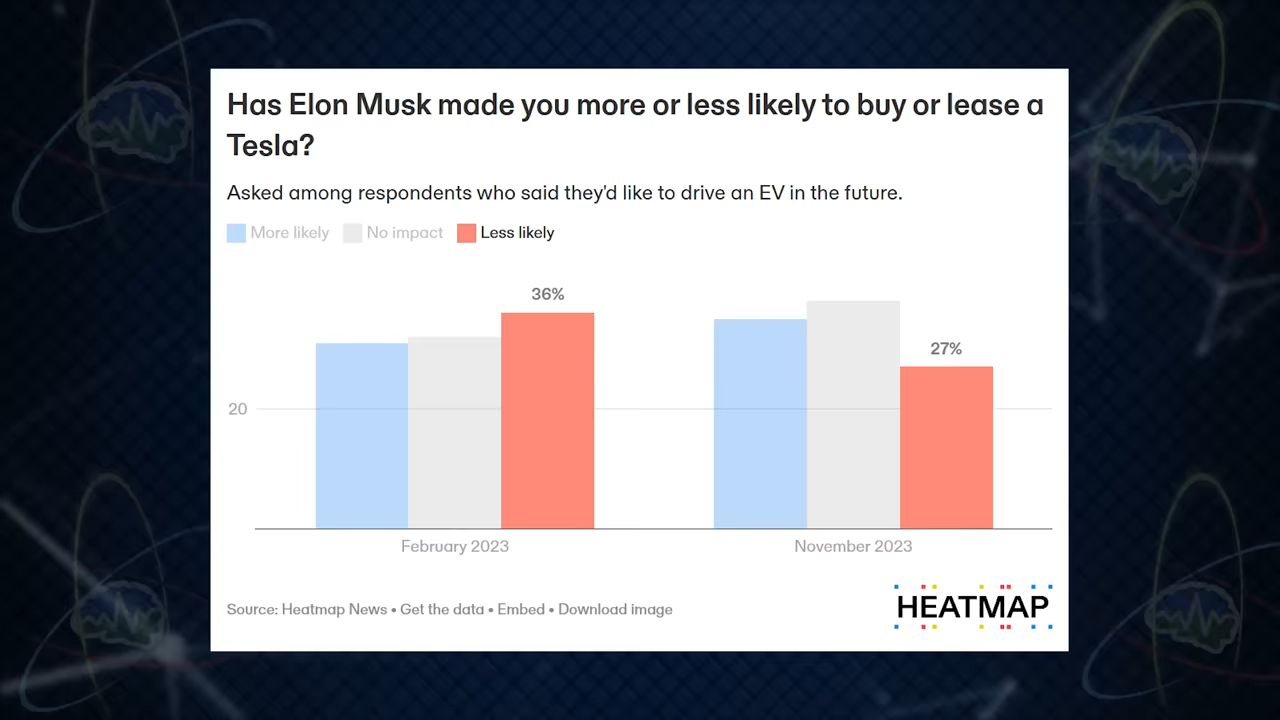 Has Elon Musk made you more or less likely to buy or lease a
Tesla?
Asked among respondents who said they'd like to drive an EV in the future.
More likely No impact Less likely
36%
27%
20
February 2023 November 2023
Source: Heatmap News • Get the data • Embed • Download image
HEATMAP